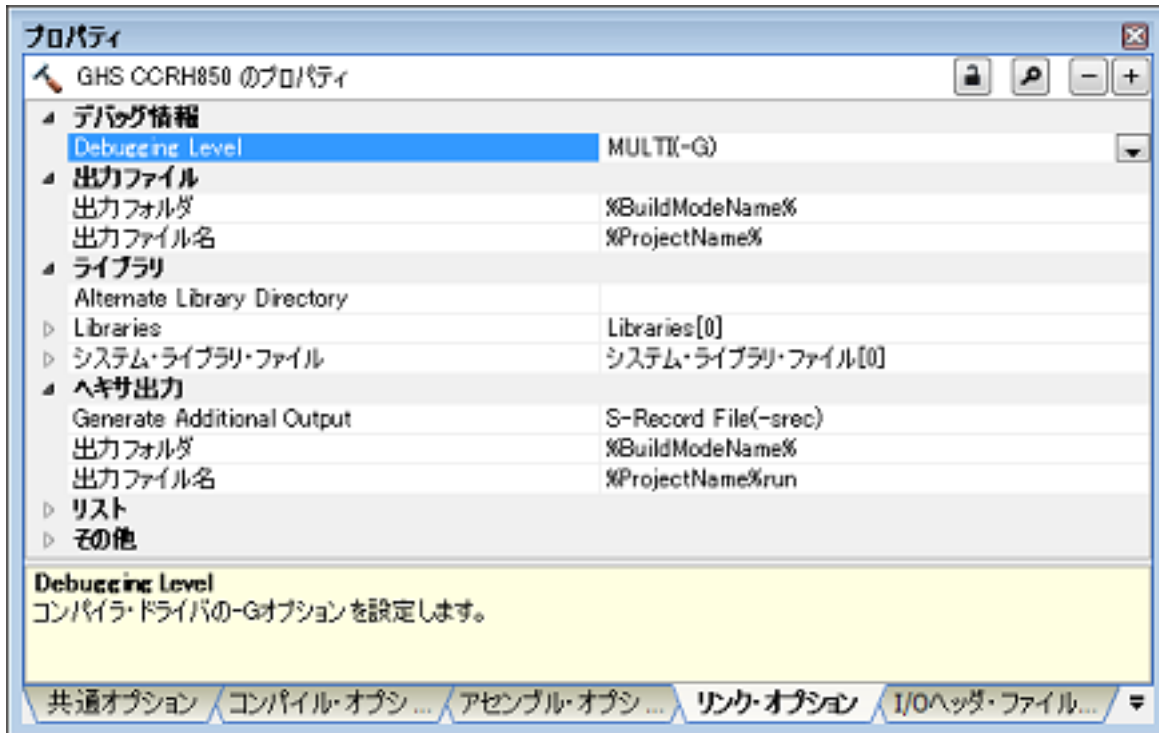 プロパティ
GHS CCRH850 のプロパティ
デバッグ情報
Debugging Level MULTI(-G)
出力ファイル
出力フォルダ %BuildModeName%
出力ファイル名 %ProjectName%
ライブラリ
Alternate Library Directory
Libraries Libraries[0]
システム・ライブラリ・ファイル システム・ライブラリ・ファイル[0]
ヘキサ出力
Generate Additional Output S-Record File(-srec)
出力フォルダ %BuildModeName%
出力ファイル名 %ProjectName%run
リスト
その他
Debugging Level
コンパイラ・ドライバの-Gオプションを設定します。
共通オプション コンパイル・オプシ ... アセンブル・オプシ ... リンク・オプション I/Oヘッダ・ファイル...